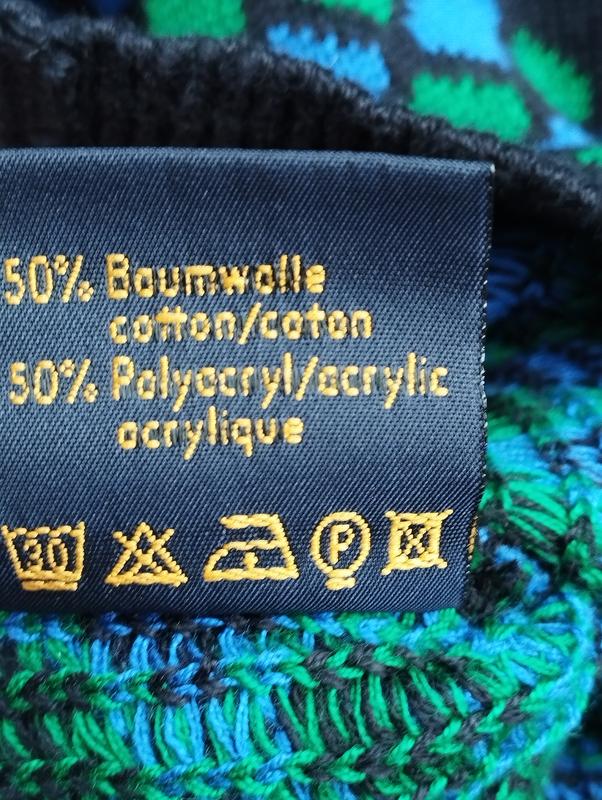 50% Baumwolle
cotton/coton
50% Polyacryl/acrylic
acrylique
30 P